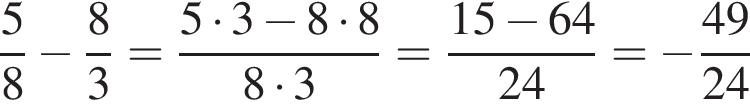 5/8 − 8/3 = (5·3 − 8·8)/(8·3) = (15 − 64)/24 = −49/24